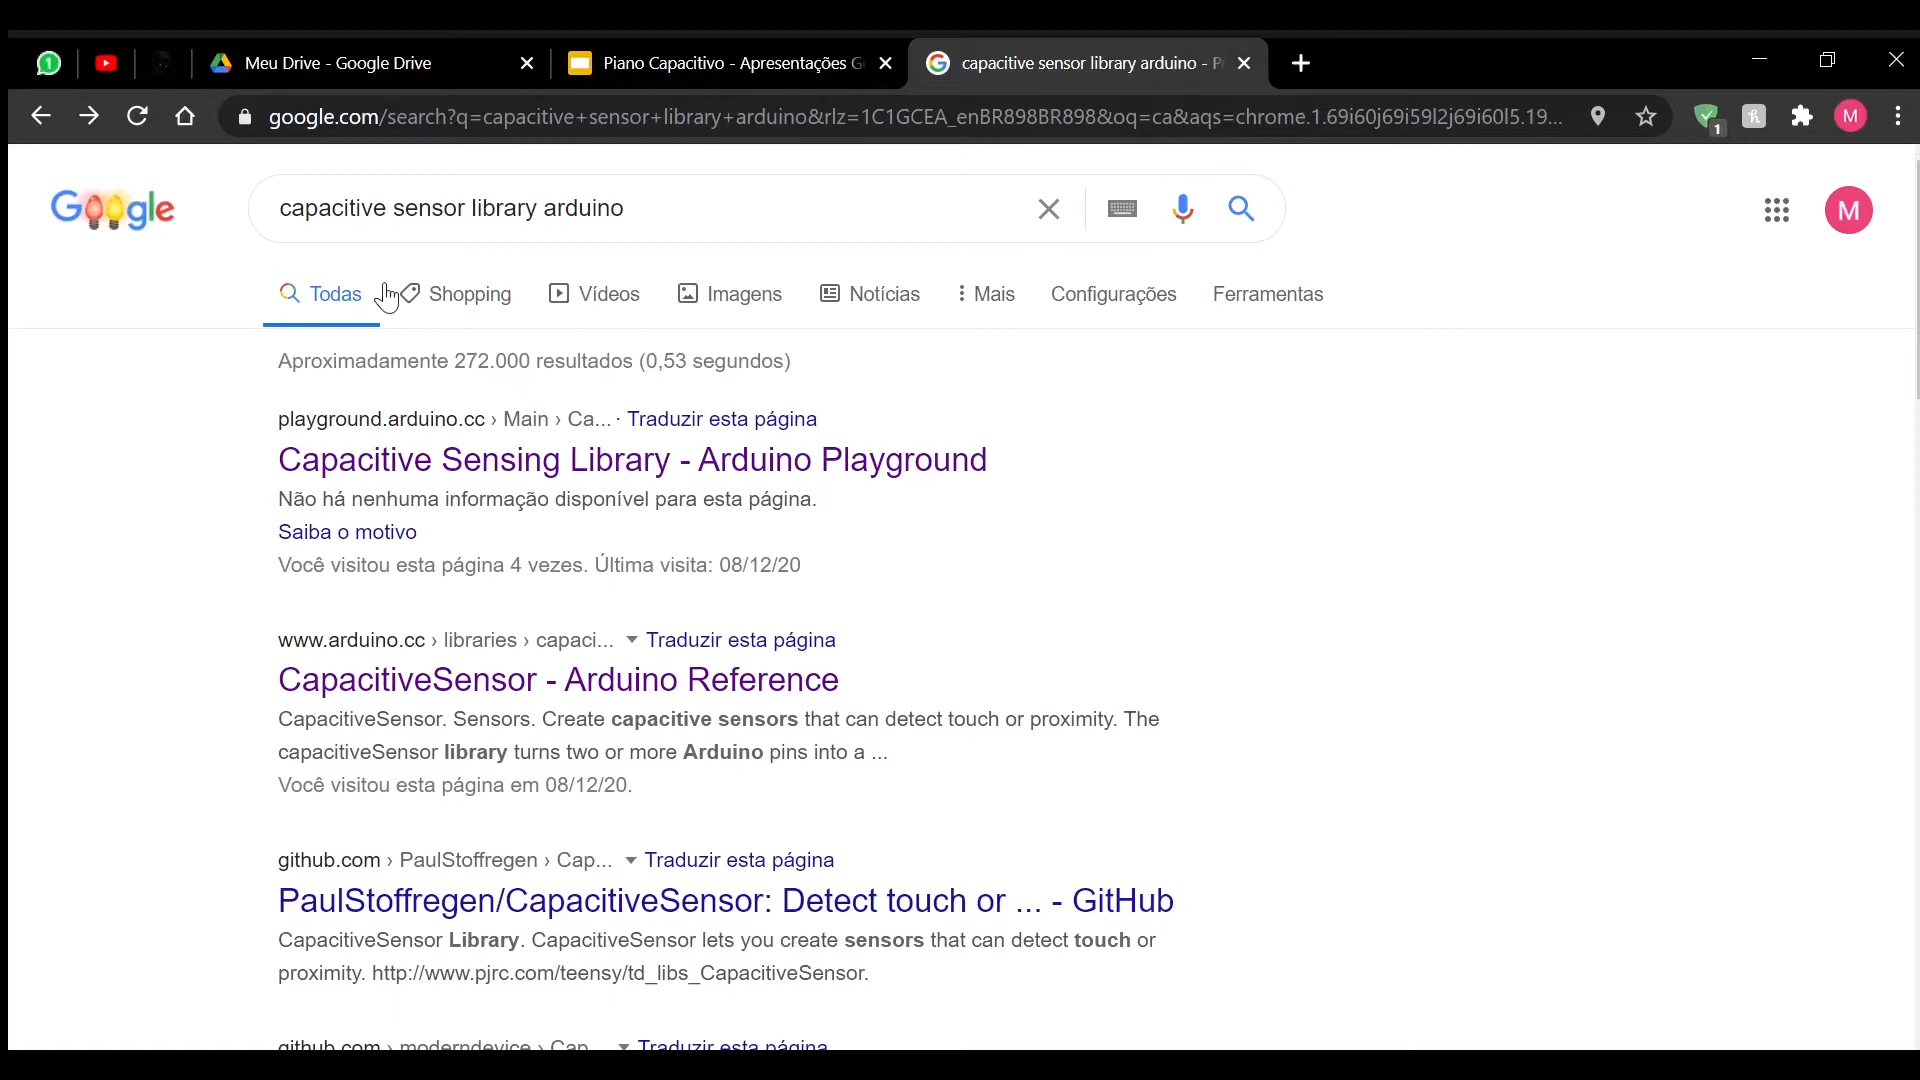 1
Meu Drive - Google Drive
Piano Capacitivo - Apresentações G
capacitive sensor library arduino - P
google.com/search?q=capacitive+sensor+library+arduino&rlz=1C1GCEA_enBR898BR898&oq=ca&aqs=chrome.1.69i60j69i59l2j69i60l5.19...
1
M
Google
capacitive sensor library arduino
M
Todas
Shopping
Vídeos
Imagens
Notícias
Mais
Configurações
Ferramentas
Aproximadamente 272.000 resultados (0,53 segundos)
playground.arduino.cc › Main › Ca... · Traduzir esta página
Capacitive Sensing Library - Arduino Playground
Não há nenhuma informação disponível para esta página.
Saiba o motivo
Você visitou esta página 4 vezes. Última visita: 08/12/20
www.arduino.cc › libraries › capaci... Traduzir esta página
CapacitiveSensor - Arduino Reference
CapacitiveSensor. Sensors. Create capacitive sensors that can detect touch or proximity. The
capacitiveSensor library turns two or more Arduino pins into a ...
Você visitou esta página em 08/12/20.
github.com › PaulStoffregen › Cap... Traduzir esta página
PaulStoffregen/CapacitiveSensor: Detect touch or ... - GitHub
CapacitiveSensor Library. CapacitiveSensor lets you create sensors that can detect touch or
proximity. http://www.pjrc.com/teensy/td_libs_CapacitiveSensor.
github.com › moderndevice › Cap... Traduzir esta página